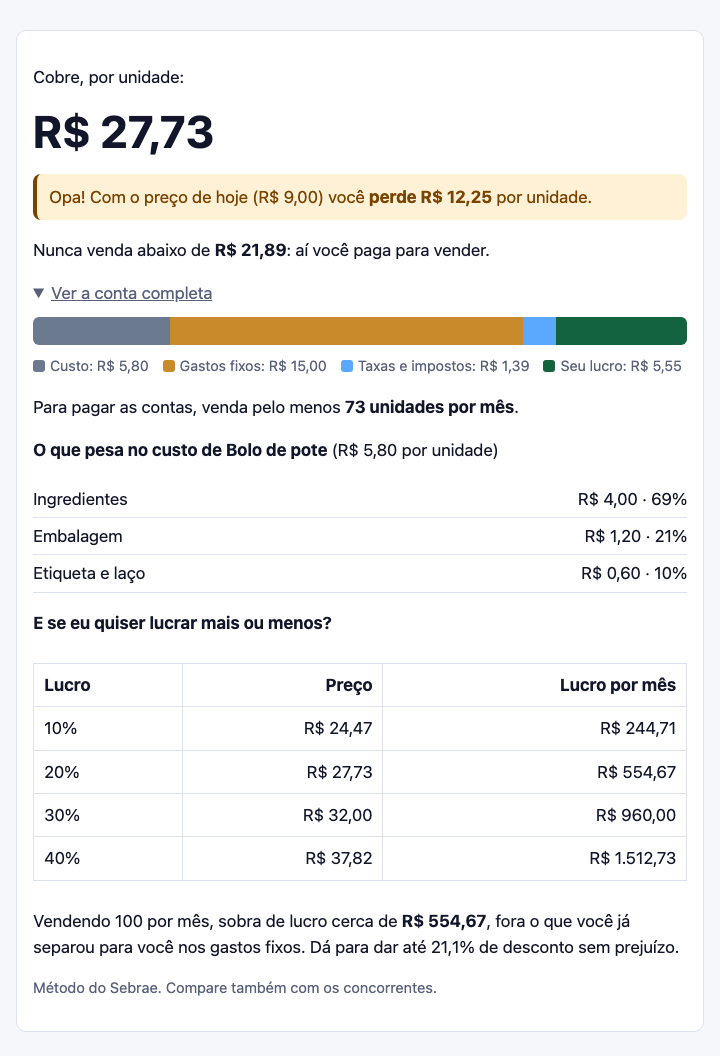 Cobre, por unidade:
R$ 27,73
Opa! Com o preço de hoje (R$ 9,00) você perde R$ 12,25 por unidade.
Nunca venda abaixo de R$ 21,89: aí você paga para vender.
▼ Ver a conta completa
Custo: R$ 5,80 Gastos fixos: R$ 15,00 Taxas e impostos: R$ 1,39 Seu lucro: R$ 5,55
Para pagar as contas, venda pelo menos 73 unidades por mês.
O que pesa no custo de Bolo de pote (R$ 5,80 por unidade)
Ingredientes R$ 4,00 · 69%
Embalagem R$ 1,20 · 21%
Etiqueta e laço R$ 0,60 · 10%
E se eu quiser lucrar mais ou menos?
Lucro Preço Lucro por mês
10% R$ 24,47 R$ 244,71
20% R$ 27,73 R$ 554,67
30% R$ 32,00 R$ 960,00
40% R$ 37,82 R$ 1.512,73
Vendendo 100 por mês, sobra de lucro cerca de R$ 554,67, fora o que você já
separou para você nos gastos fixos. Dá para dar até 21,1% de desconto sem prejuízo.
Método do Sebrae. Compare também com os concorrentes.